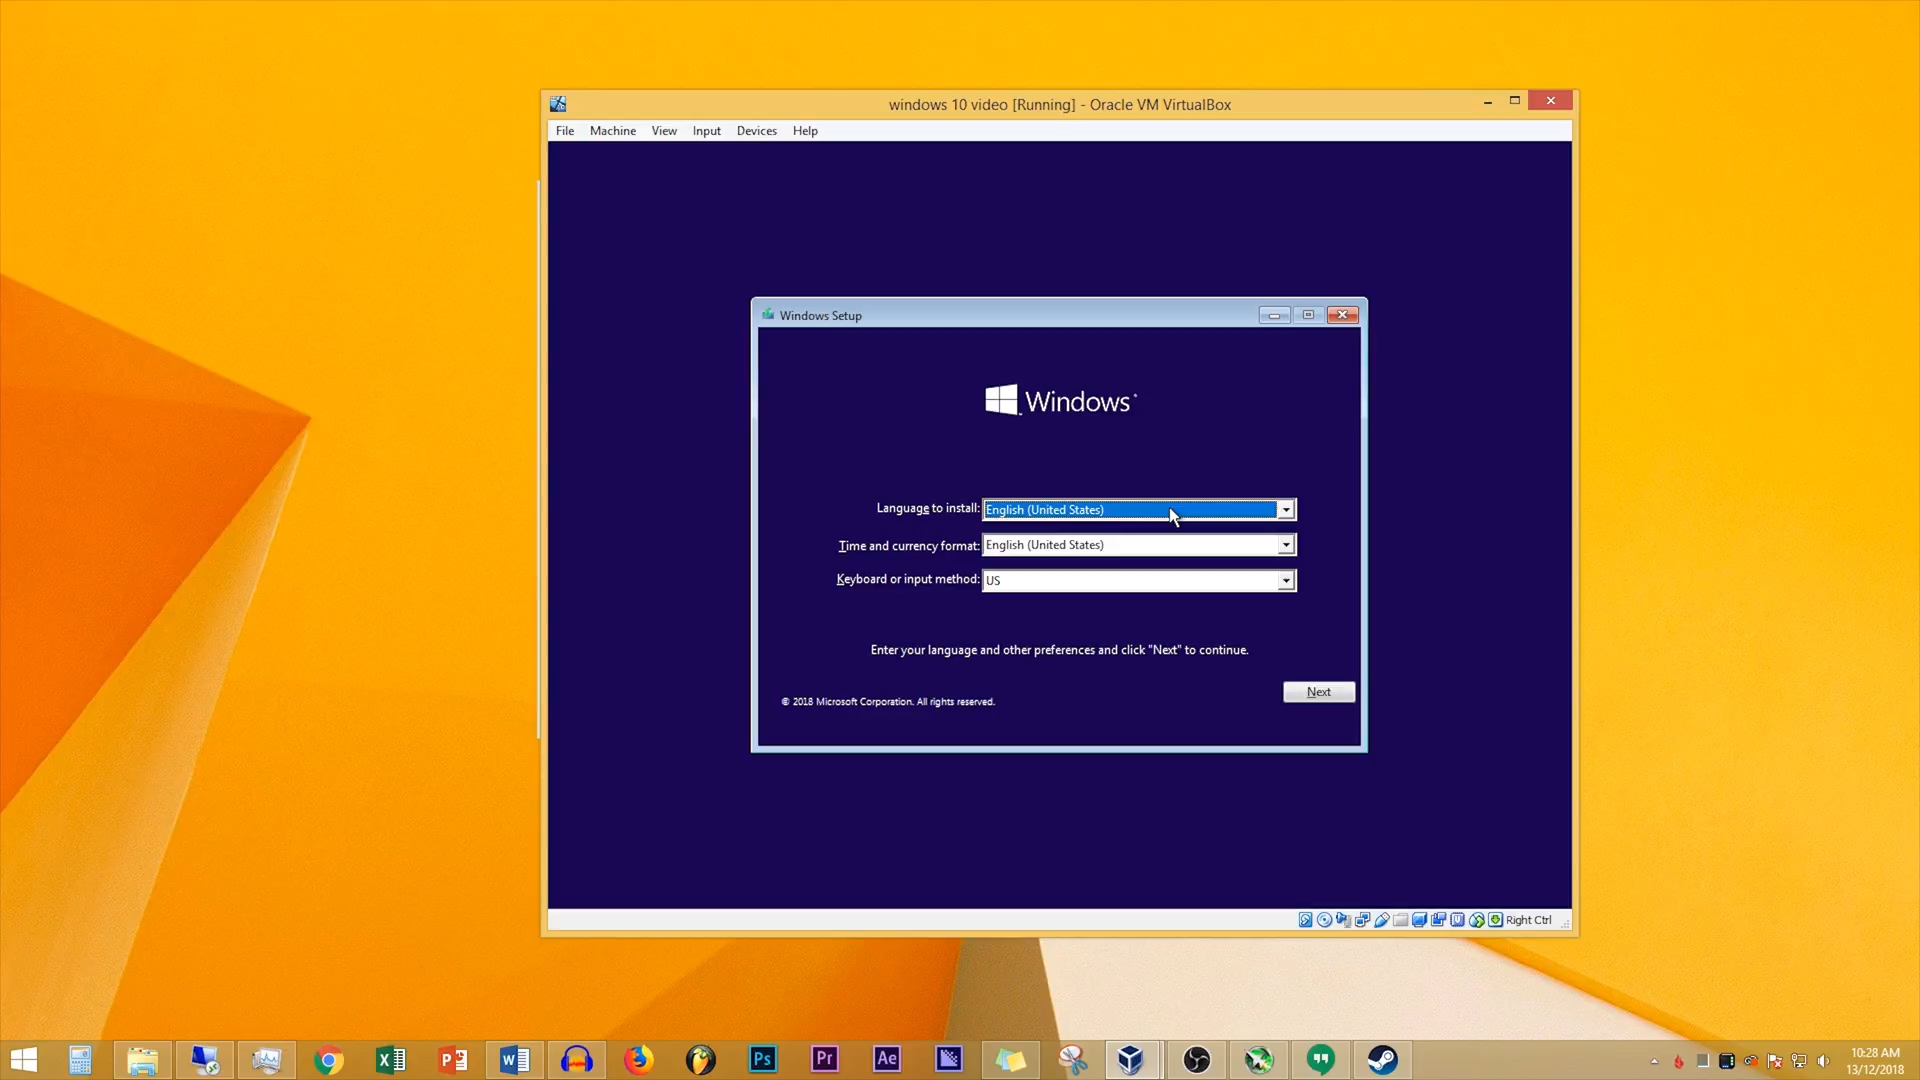 windows 10 video [Running] - Oracle VM VirtualBox
File Machine View Input Devices Help
Windows Setup
Windows
Language to install: English (United States)
Time and currency format: English (United States)
Keyboard or input method: US
Enter your language and other preferences and click "Next" to continue.
Next
© 2018 Microsoft Corporation. All rights reserved.
Right Ctrl
Ps Pr Ae
10:28 AM
13/12/2018